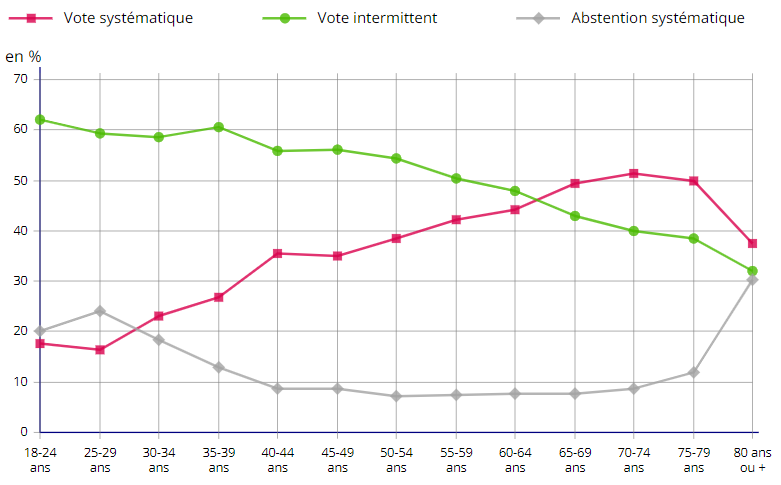 Vote systématique Vote intermittent Abstention systématique
en %
70
60
50
40
30
20
10
0
18-24 25-29 30-34 35-39 40-44 45-49 50-54 55-59 60-64 65-69 70-74 75-79 80 ans
ans ans ans ans ans ans ans ans ans ans ans ans ou +